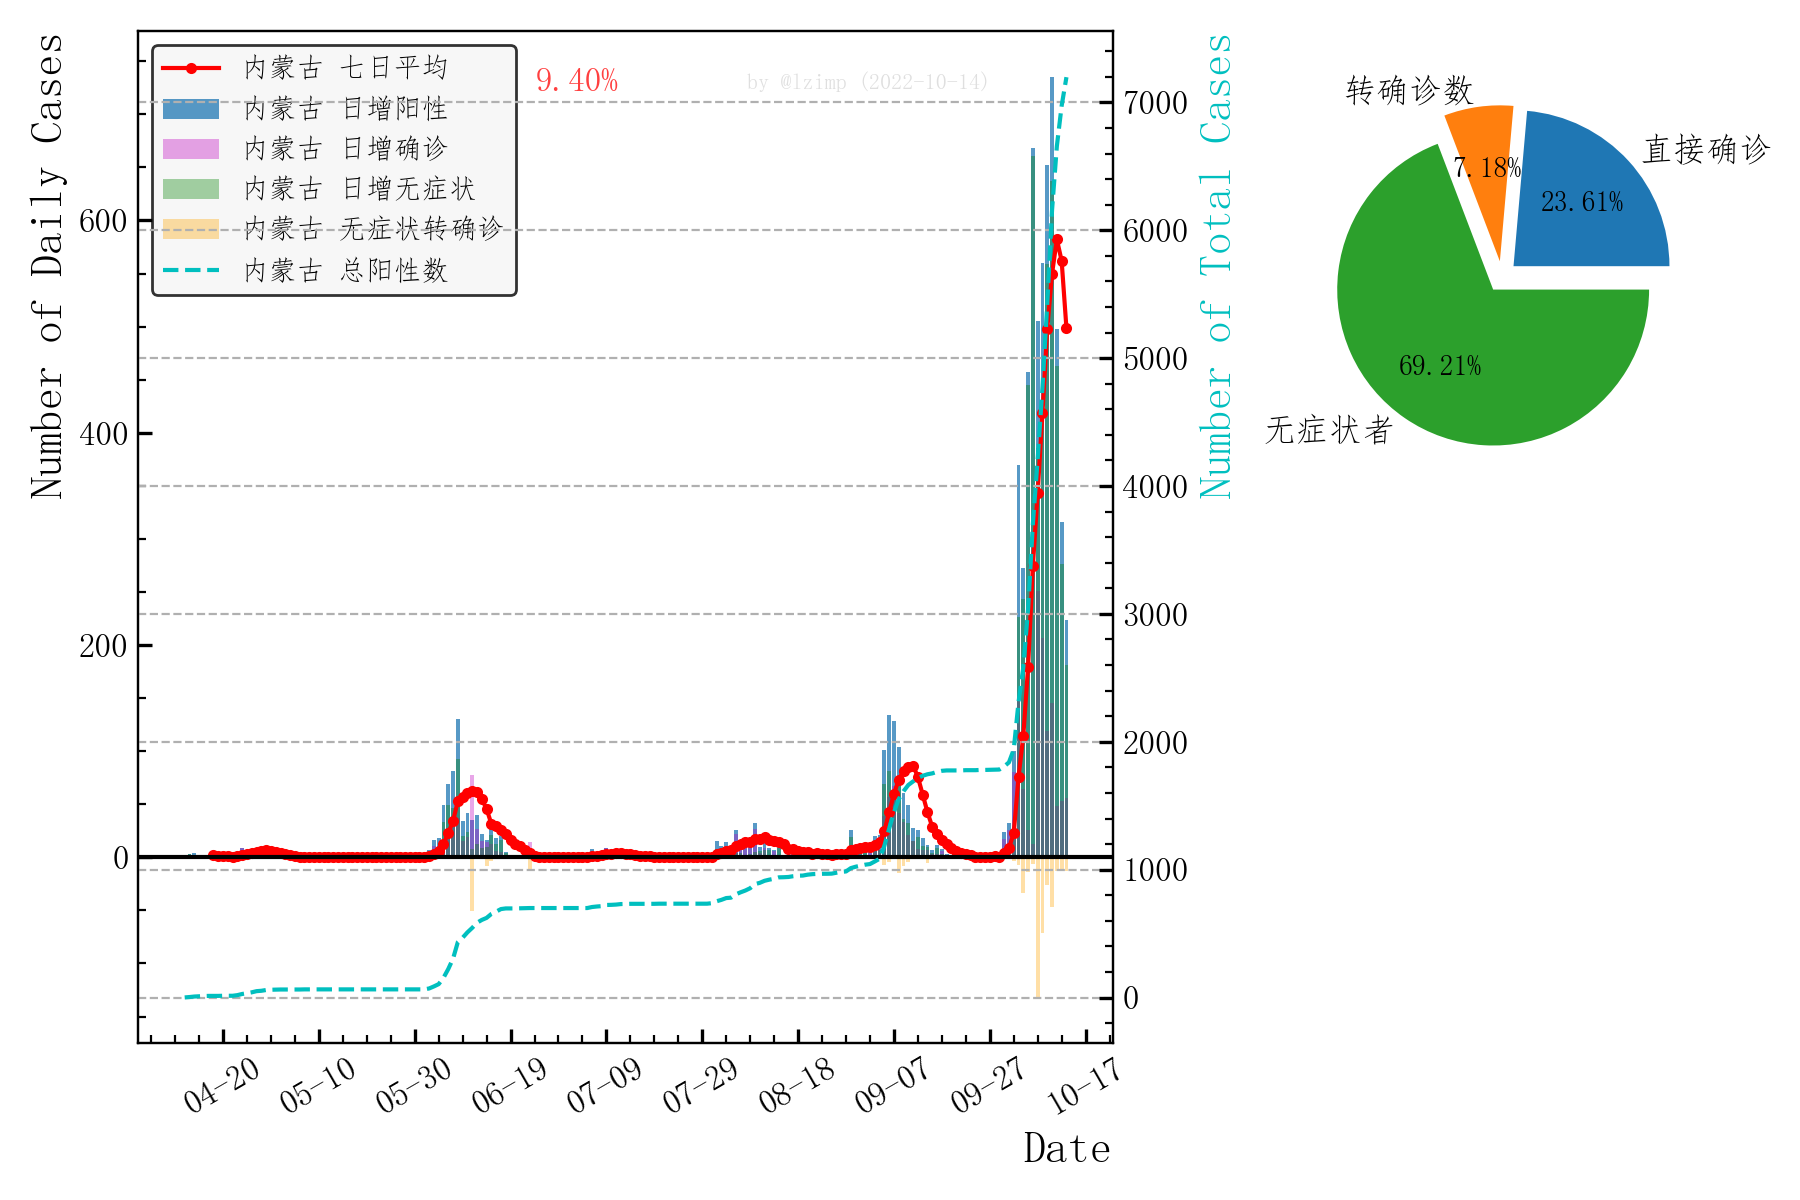 内蒙古 七日平均
内蒙古 日增阳性
内蒙古 日增确诊
内蒙古 日增无症状
内蒙古 无症状转确诊
内蒙古 总阳性数
9.40%
by @lzimp (2022-10-14)
Number of Daily Cases
600
400
200
0
7000
6000
5000
4000
3000
2000
1000
0
Number of Total Cases
04-20
05-10
05-30
06-19
07-09
07-29
08-18
09-07
09-27
10-17
Date
转确诊数
直接确诊
7.18%
23.61%
69.21%
无症状者